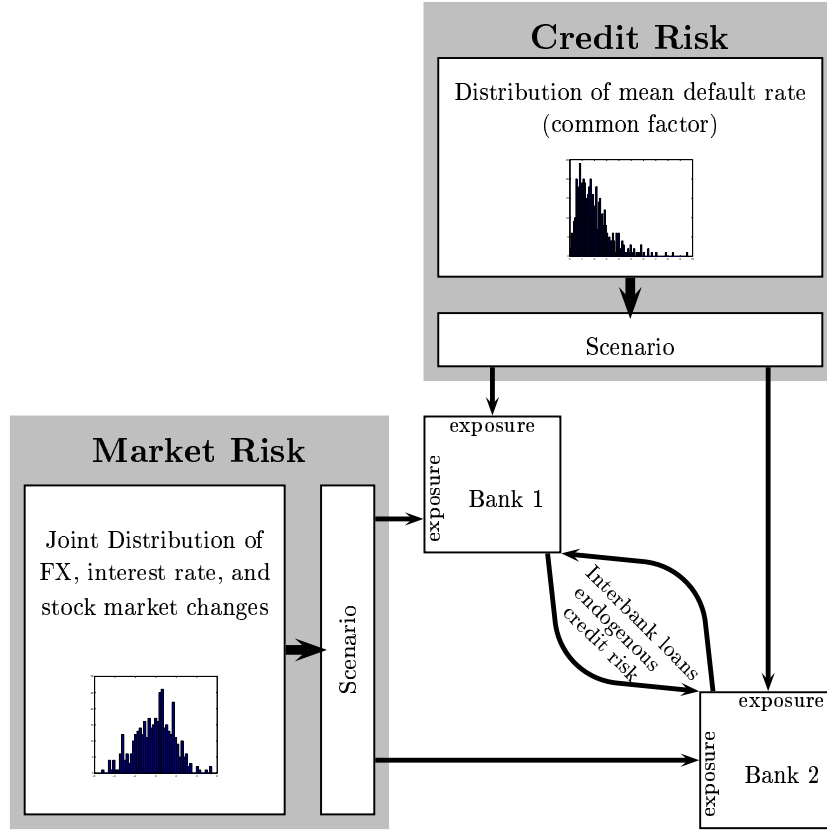 Credit Risk
Distribution of mean default rate
(common factor)
Scenario
Market Risk
Joint Distribution of
FX, interest rate, and
stock market changes
Scenario
exposure
exposure
Bank 1
Interbank loans
endogenous
credit risk
exposure
exposure
Bank 2